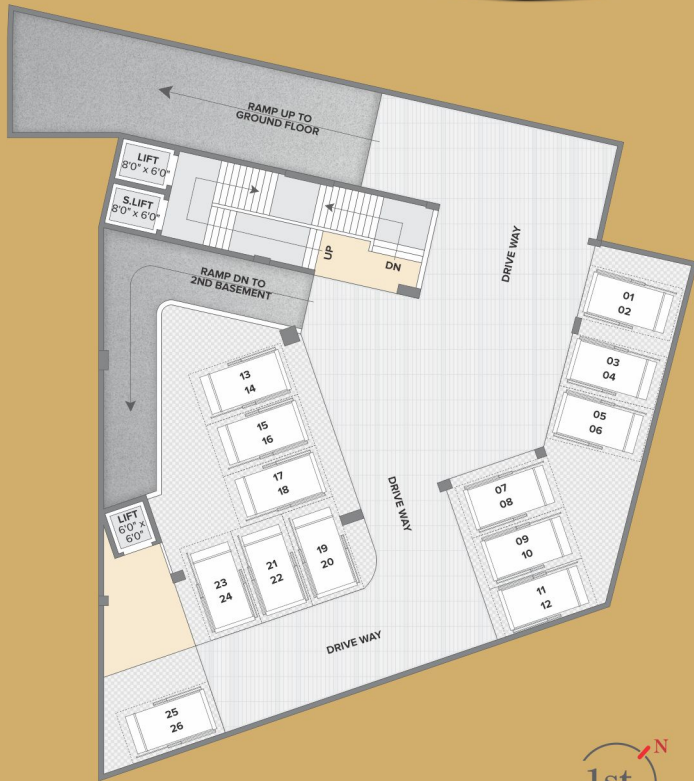 RAMP UP TO
GROUND FLOOR
LIFT
8'0" x 6'0"
S.LIFT
8'0" x 6'0"
UP
DN
DRIVE WAY
RAMP DN TO
2ND BASEMENT
01
02
03
04
05
06
13
14
15
16
17
18
07
08
09
10
11
12
DRIVE WAY
LIFT
6'0" x
6'0"
19
20
21
22
23
24
DRIVE WAY
25
26
N
1st